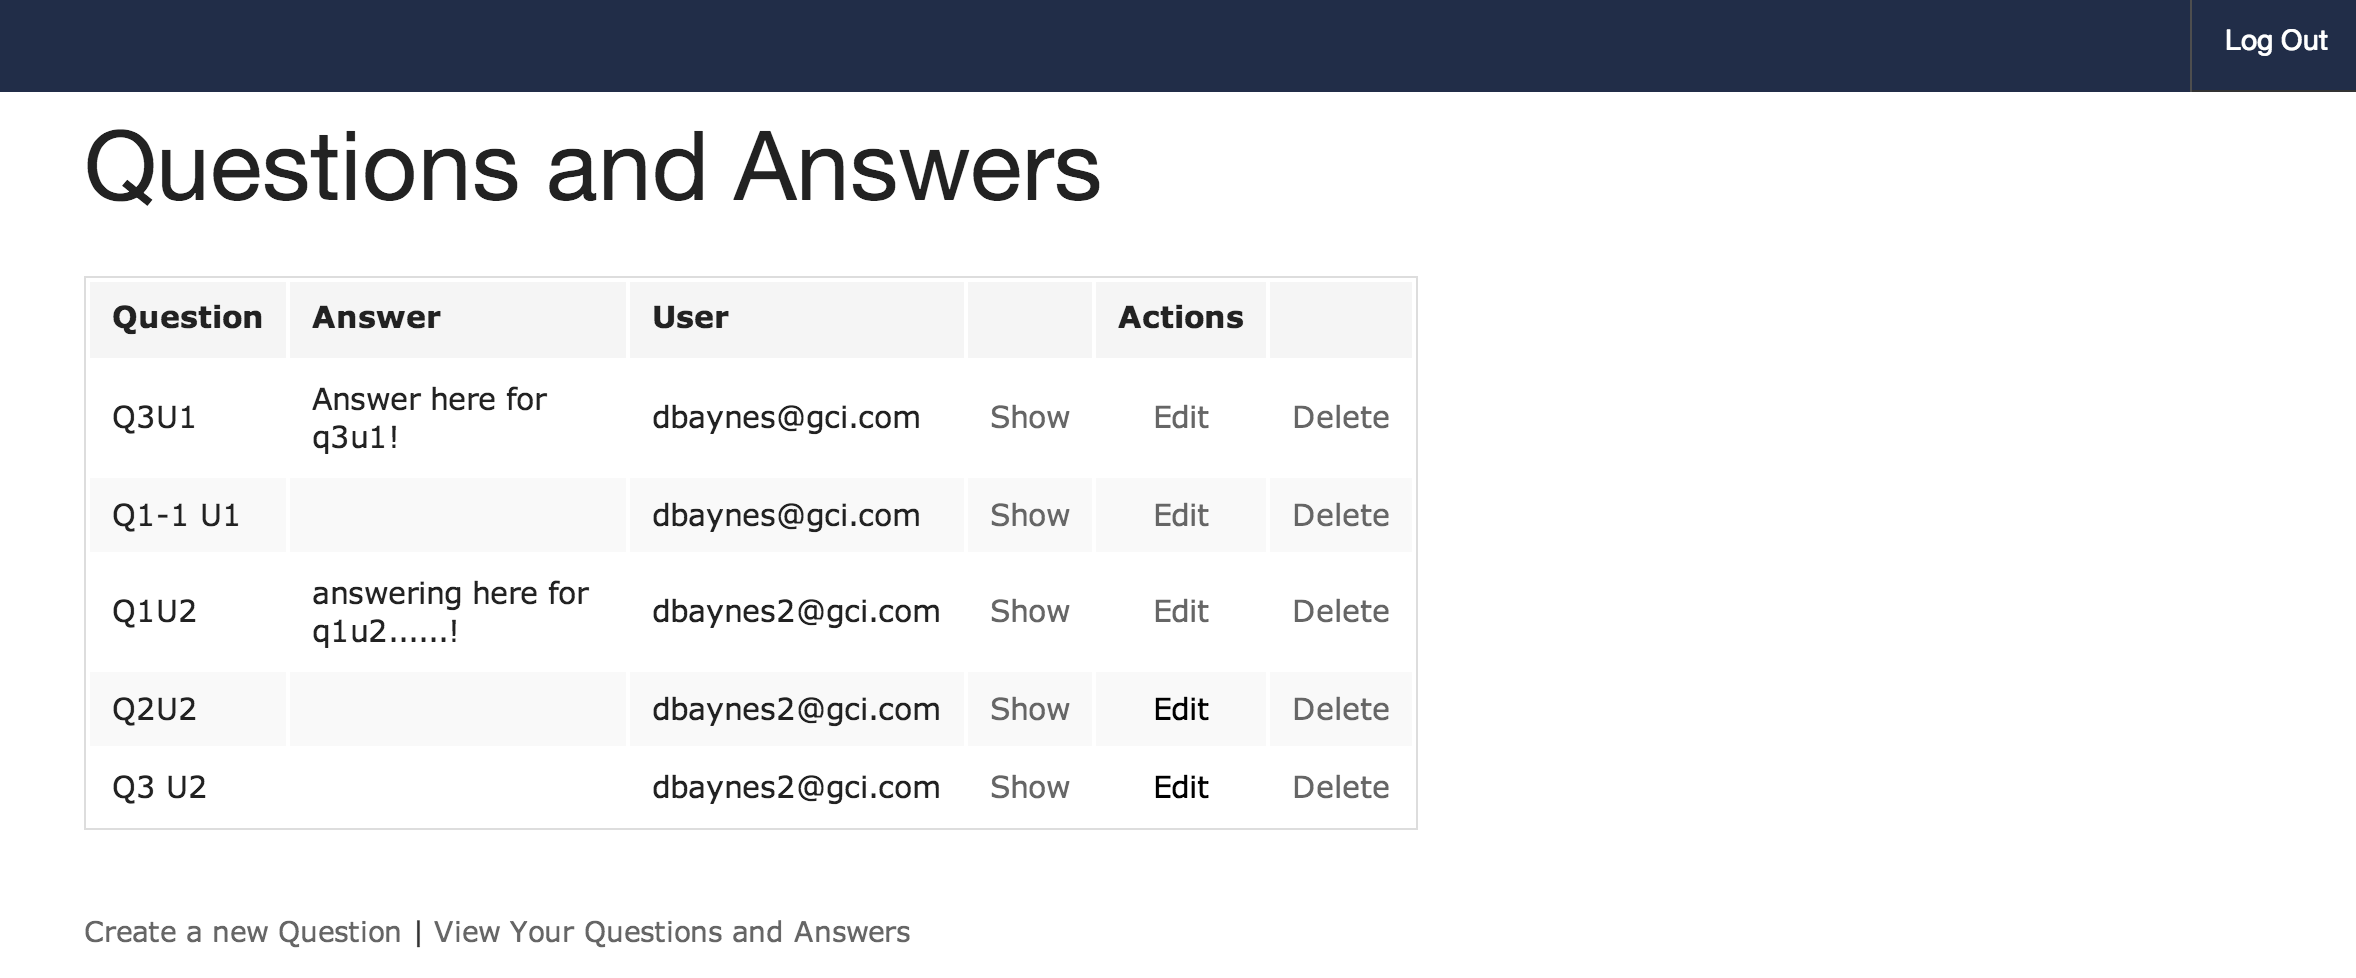 Log Out
Questions and Answers
Question Answer User Actions
Q3U1 Answer here for q3u1! dbaynes@gci.com Show Edit Delete
Q1-1 U1 dbaynes@gci.com Show Edit Delete
Q1U2 answering here for q1u2......! dbaynes2@gci.com Show Edit Delete
Q2U2 dbaynes2@gci.com Show Edit Delete
Q3 U2 dbaynes2@gci.com Show Edit Delete
Create a new Question | View Your Questions and Answers